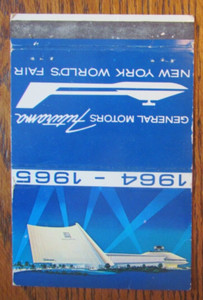 NEW YORK WORLD'S FAIR
GENERAL MOTORS Futurama
1964 - 1965